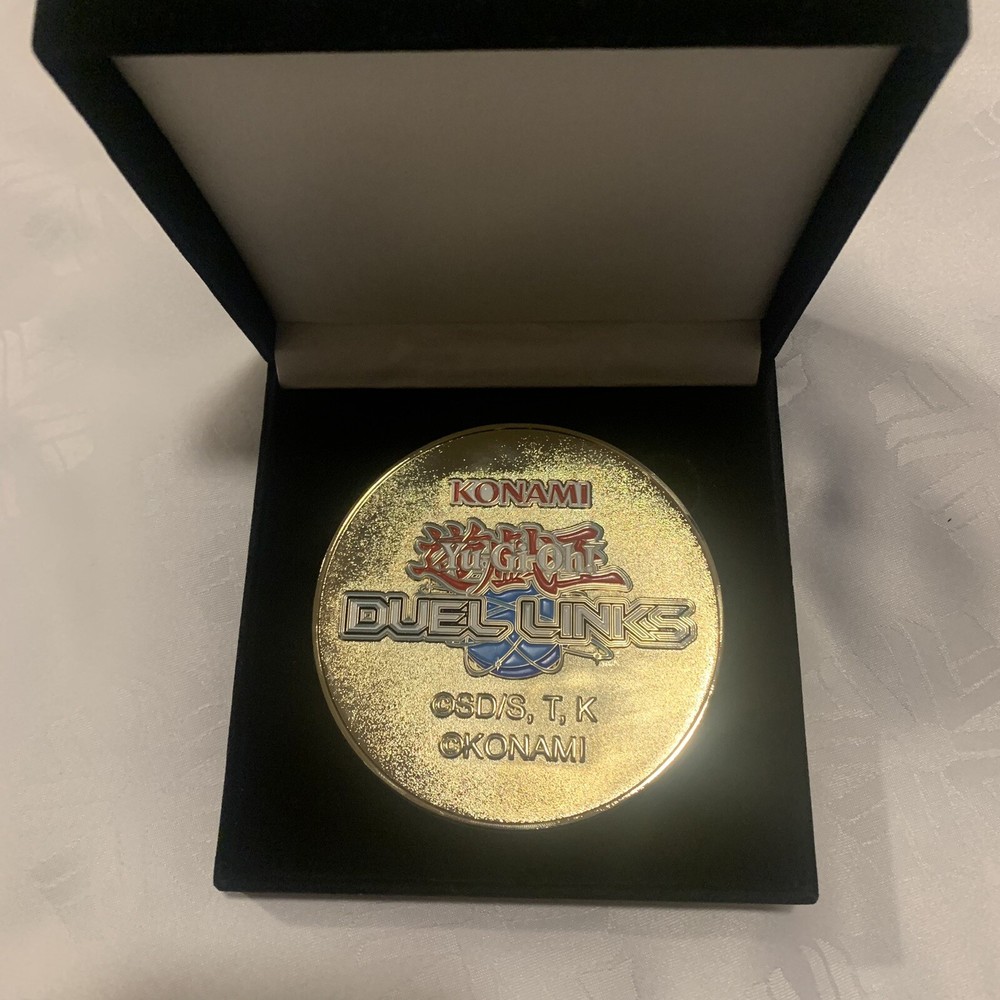 KONAMI
遊戯王
Yu-Gi-Oh!
DUEL LINKS
©SD/S, T, K
©KONAMI